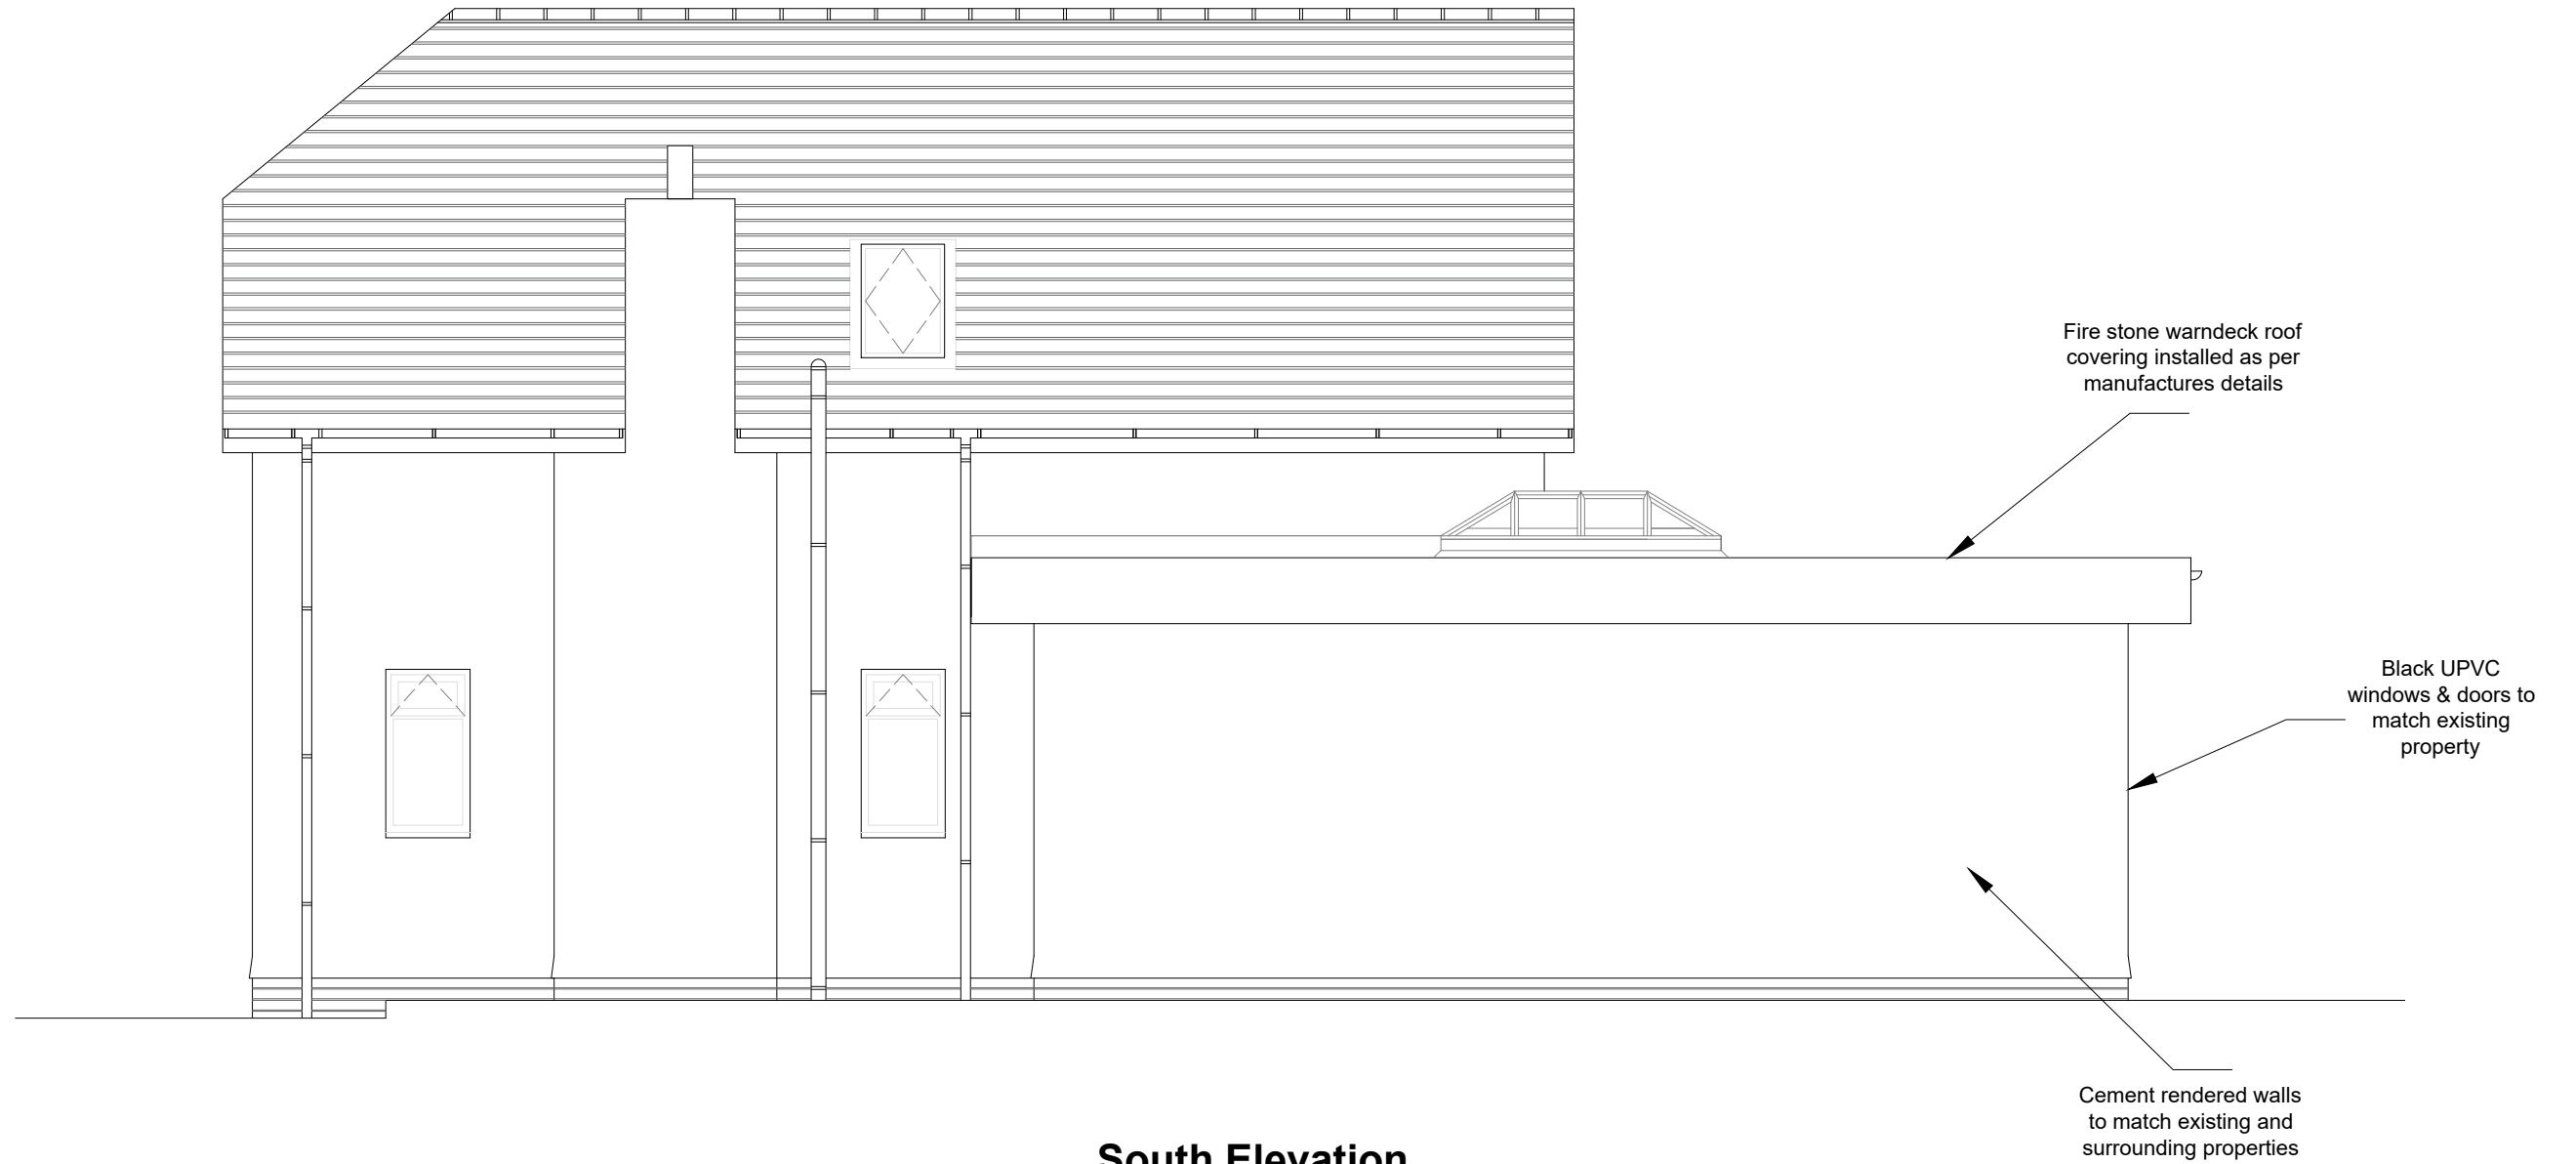 Fire stone warndeck roof
covering installed as per
manufactures details
Black UPVC
windows & doors to
match existing
property
Cement rendered walls
to match existing and
surrounding properties
South Elevation